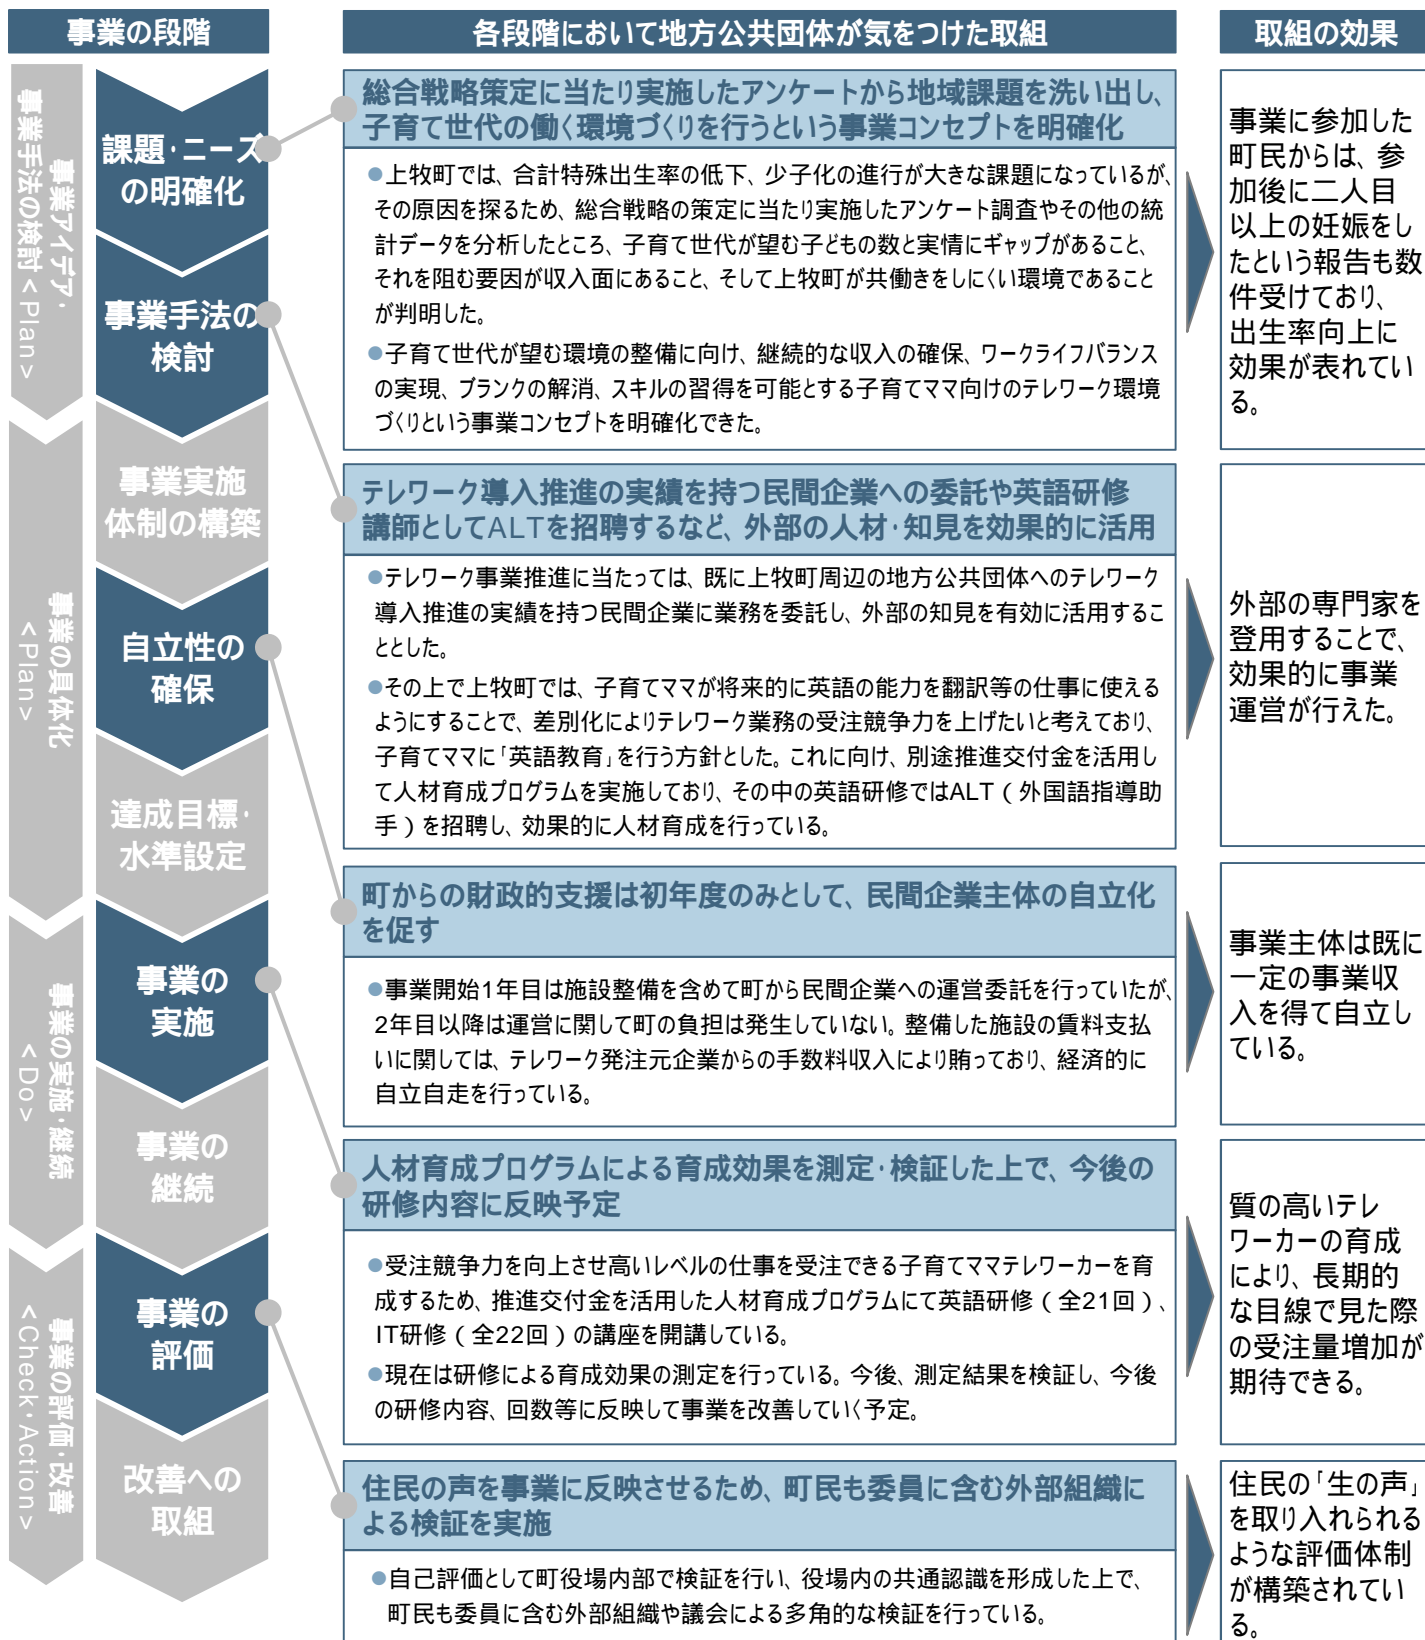 事業の段階
各段階において地方公共団体が気をつけた取組
取組の効果
事業アイデア・
事業手法の検討＜Plan＞
課題・ニーズ
の明確化
事業手法の
検討
事業の具体化
＜Plan＞
事業実施
体制の構築
自立性の
確保
達成目標・
水準設定
事業の実施・継続
＜Do＞
事業の
実施
事業の
継続
事業の評価・改善
＜Check・Action＞
事業の
評価
改善への
取組
総合戦略策定に当たり実施したアンケートから地域課題を洗い出し、
子育て世代の働く環境づくりを行うという事業コンセプトを明確化
●上牧町では、合計特殊出生率の低下、少子化の進行が大きな課題になっているが、
その原因を探るため、総合戦略の策定に当たり実施したアンケート調査やその他の統
計データを分析したところ、子育て世代が望む子どもの数と実情にギャップがあること、
それを阻む要因が収入面にあること、そして上牧町が共働きをしにくい環境であること
が判明した。
●子育て世代が望む環境の整備に向け、継続的な収入の確保、ワークライフバランス
の実現、ブランクの解消、スキルの習得を可能とする子育てママ向けのテレワーク環境
づくりという事業コンセプトを明確化できた。
事業に参加した
町民からは、参
加後に二人目
以上の妊娠をし
たという報告も数
件受けており、
出生率向上に
効果が表れてい
る。
テレワーク導入推進の実績を持つ民間企業への委託や英語研修
講師としてALTを招聘するなど、外部の人材・知見を効果的に活用
●テレワーク事業推進に当たっては、既に上牧町周辺の地方公共団体へのテレワーク
導入推進の実績を持つ民間企業に業務を委託し、外部の知見を有効に活用するこ
ととした。
●その上で上牧町では、子育てママが将来的に英語の能力を翻訳等の仕事に使える
ようにすることで、差別化によりテレワーク業務の受注競争力を上げたいと考えており、
子育てママに「英語教育」を行う方針とした。これに向け、別途推進交付金を活用し
て人材育成プログラムを実施しており、その中の英語研修ではALT（外国語指導助
手）を招聘し、効果的に人材育成を行っている。
外部の専門家を
登用することで、
効果的に事業
運営が行えた。
町からの財政的支援は初年度のみとして、民間企業主体の自立化
を促す
●事業開始1年目は施設整備を含めて町から民間企業への運営委託を行っていたが、
2年目以降は運営に関して町の負担は発生していない。整備した施設の賃料支払
いに関しては、テレワーク発注元企業からの手数料収入により賄っており、経済的に
自立自走を行っている。
事業主体は既に
一定の事業収
入を得て自立し
ている。
人材育成プログラムによる育成効果を測定・検証した上で、今後の
研修内容に反映予定
●受注競争力を向上させ高いレベルの仕事を受注できる子育てママテレワーカーを育
成するため、推進交付金を活用した人材育成プログラムにて英語研修（全21回）、
IT研修（全22回）の講座を開講している。
●現在は研修による育成効果の測定を行っている。今後、測定結果を検証し、今後
の研修内容、回数等に反映して事業を改善していく予定。
質の高いテレ
ワーカーの育成
により、長期的
な目線で見た際
の受注量増加が
期待できる。
住民の声を事業に反映させるため、町民も委員に含む外部組織に
よる検証を実施
●自己評価として町役場内部で検証を行い、役場内の共通認識を形成した上で、
町民も委員に含む外部組織や議会による多角的な検証を行っている。
住民の「生の声」
を取り入れられる
ような評価体制
が構築されてい
る。